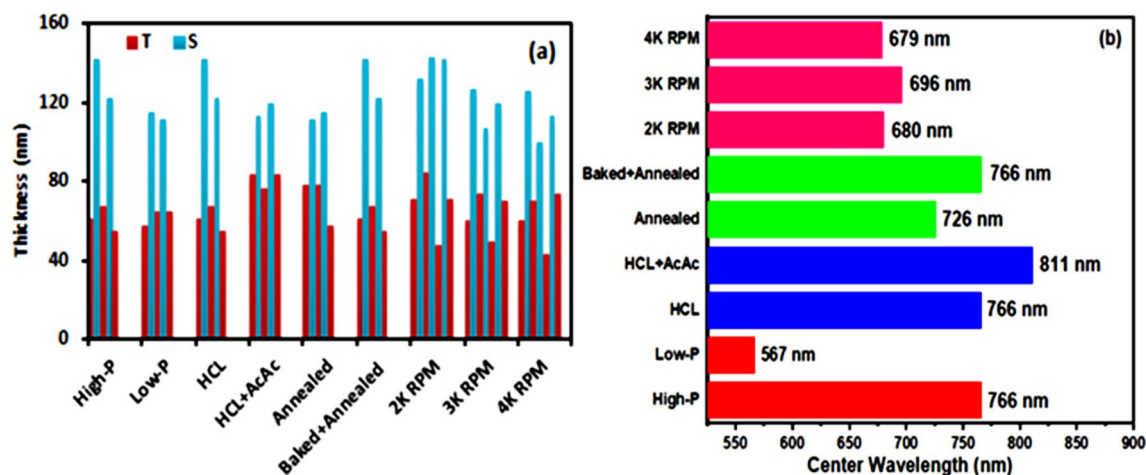 160
120
80
40
0
Thickness (nm)
T S
(a)
High-P
Low-P
HCL
HCL+AcAc
Annealed
Baked+Annealed
2K RPM
3K RPM
4K RPM
(b)
4K RPM 679 nm
3K RPM 696 nm
2K RPM 680 nm
Baked+Annealed 766 nm
Annealed 726 nm
HCL+AcAc 811 nm
HCL 766 nm
Low-P 567 nm
High-P 766 nm
550 600 650 700 750 800 850 900
Center Wavelength (nm)